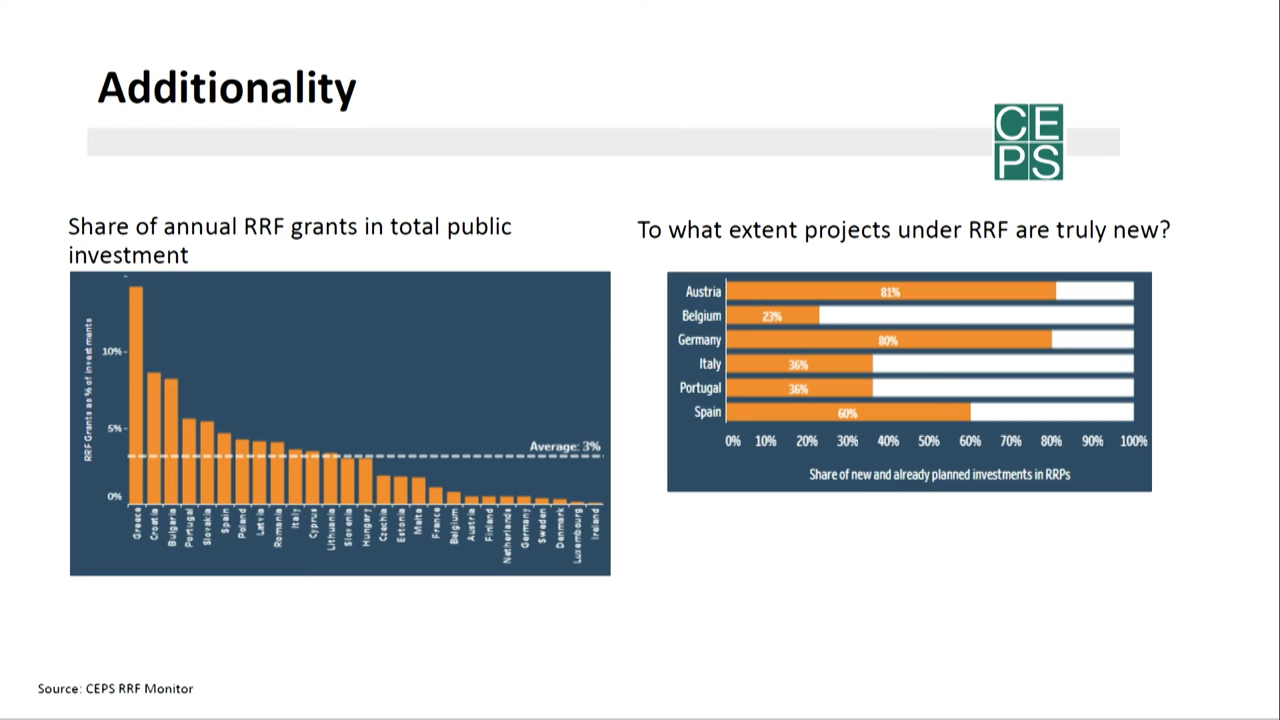 Additionality
CE
PS
Share of annual RRF grants in total public
investment
RRF Grants as % of investments
10%
5%
0%
Average: 3%
Greece
Croatia
Bulgaria
Portugal
Slovakia
Spain
Poland
Latvia
Romania
Italy
Cyprus
Lithuania
Slovenia
Hungary
Czechia
Estonia
Malta
France
Belgium
Austria
Finland
Netherlands
Germany
Sweden
Denmark
Luxembourg
Ireland
To what extent projects under RRF are truly new?
Austria 81%
Belgium 23%
Germany 80%
Italy 36%
Portugal 36%
Spain 60%
0% 10% 20% 30% 40% 50% 60% 70% 80% 90% 100%
Share of new and already planned investments in RRPs
Source: CEPS RRF Monitor